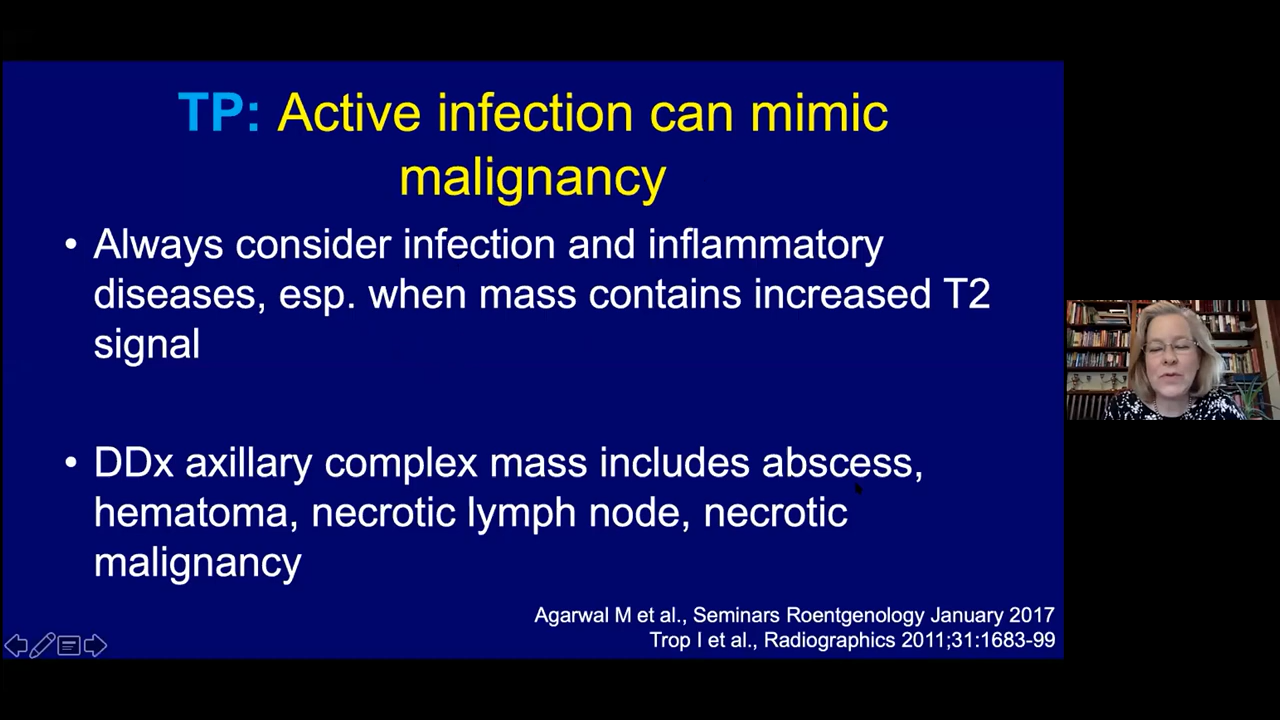 TP: Active infection can mimic
malignancy
• Always consider infection and inflammatory
diseases, esp. when mass contains increased T2
signal
• DDx axillary complex mass includes abscess,
hematoma, necrotic lymph node, necrotic
malignancy
Agarwal M et al., Seminars Roentgenology January 2017
Trop I et al., Radiographics 2011;31:1683-99